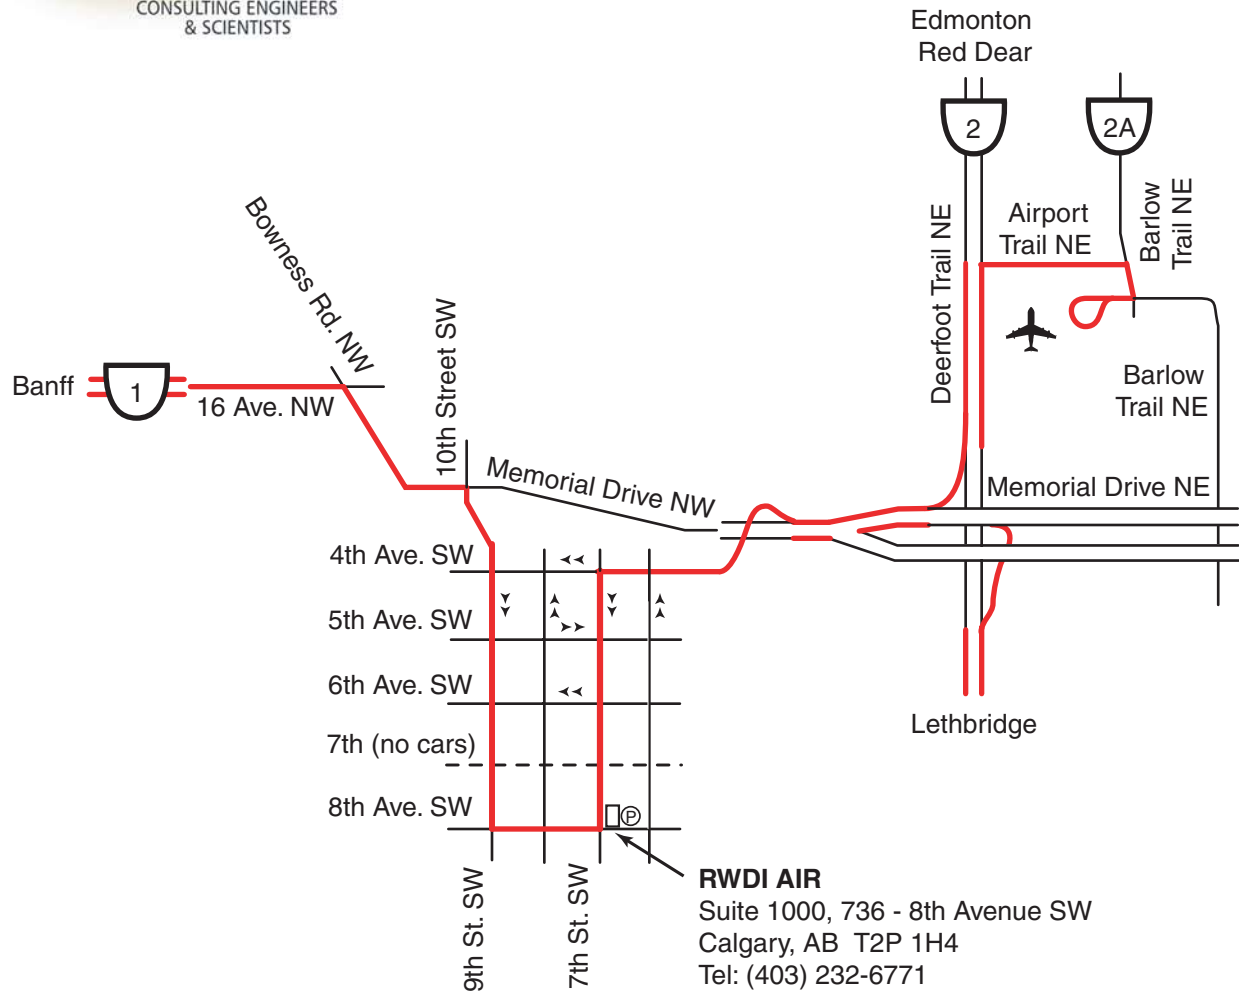 CONSULTING ENGINEERS
& SCIENTISTS
Edmonton
Red Dear
2
2A
Bowness Rd. NW
10th Street SW
Deerfoot Trail NE
Airport
Trail NE
Barlow
Trail NE
Banff
1
16 Ave. NW
Barlow
Trail NE
Memorial Drive NW
Memorial Drive NE
4th Ave. SW
5th Ave. SW
6th Ave. SW
7th (no cars)
8th Ave. SW
P
Lethbridge
9th St. SW
7th St. SW
RWDI AIR
Suite 1000, 736 - 8th Avenue SW
Calgary, AB T2P 1H4
Tel: (403) 232-6771